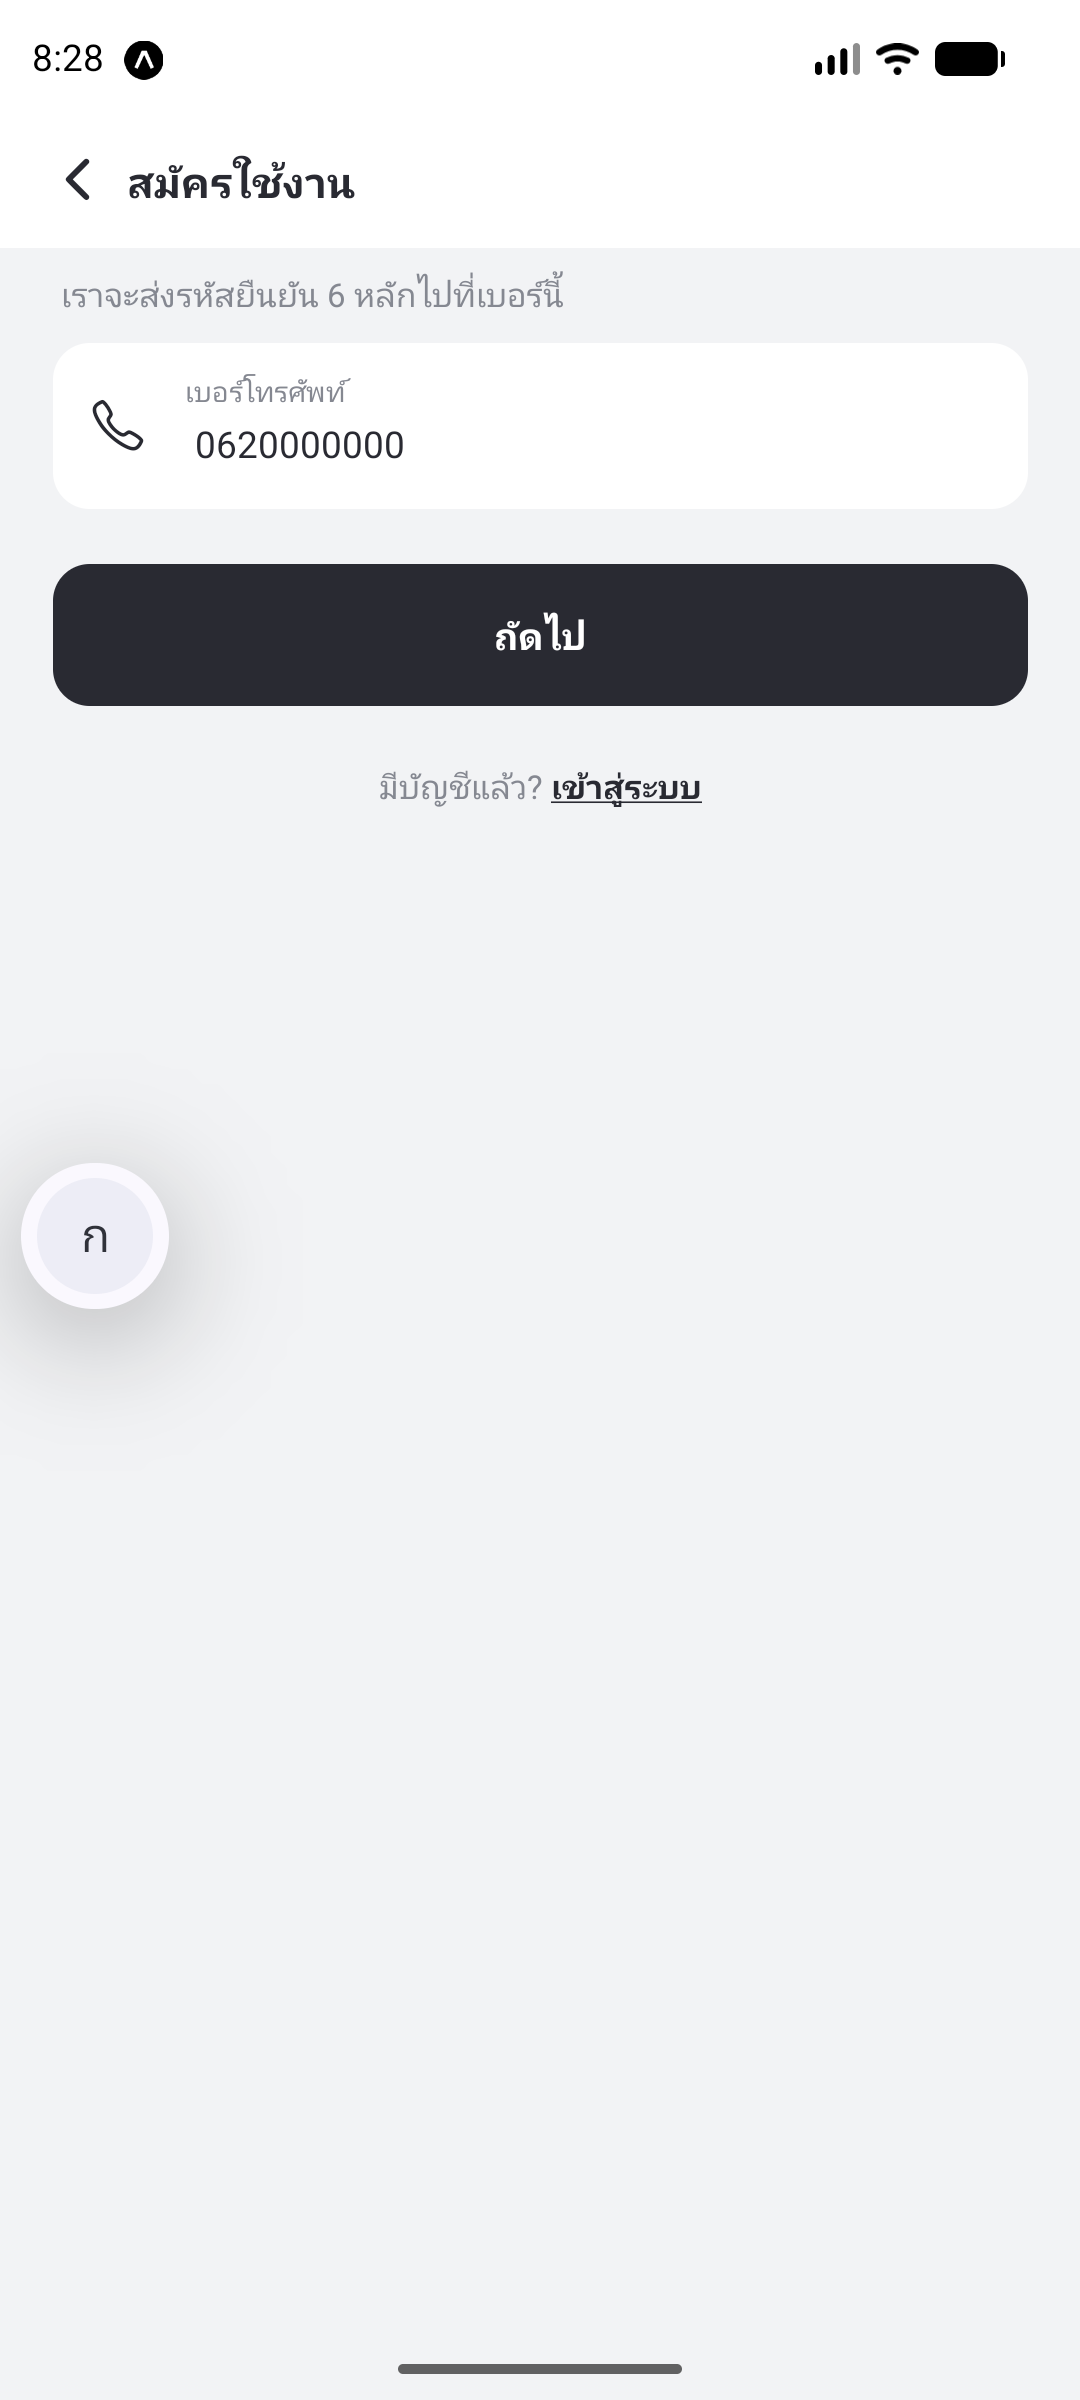 8:28
สมัครใช้งาน
เราจะส่งรหัสยืนยัน 6 หลักไปที่เบอร์นี้
เบอร์โทรศัพท์
0620000000
ถัดไป
มีบัญชีแล้ว? เข้าสู่ระบบ
ก